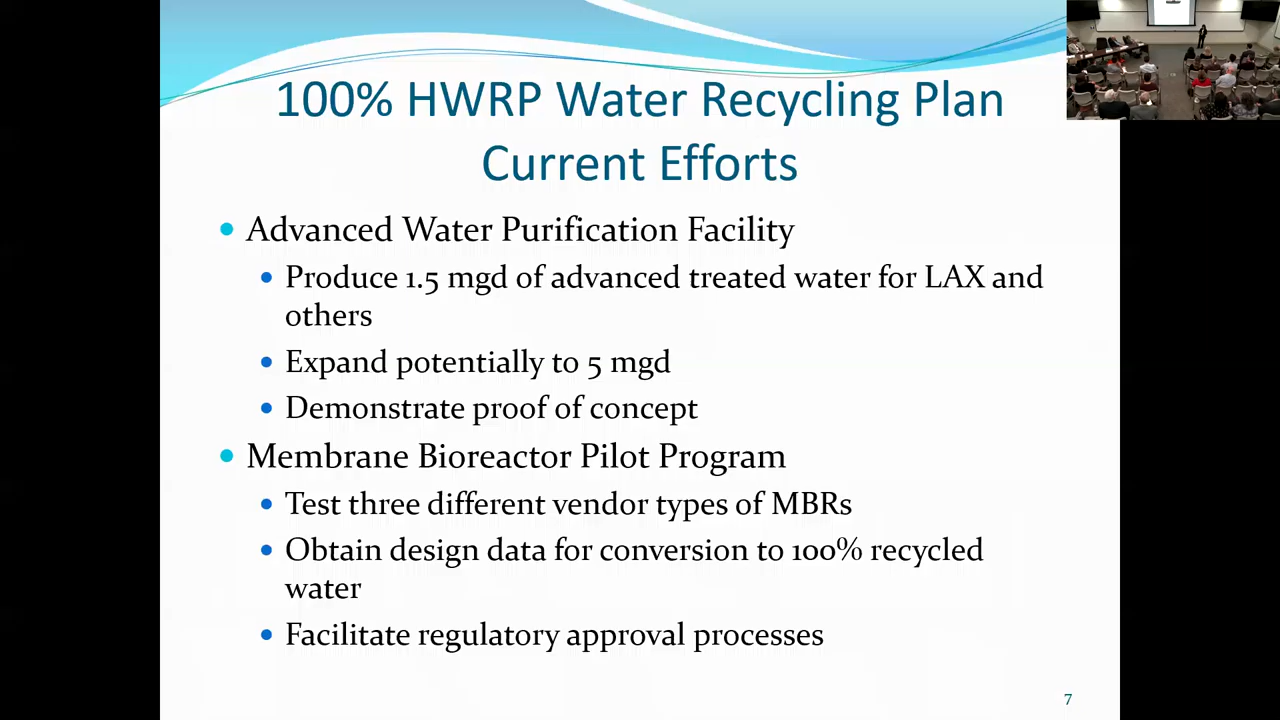 100% HWRP Water Recycling Plan
Current Efforts
Advanced Water Purification Facility
Produce 1.5 mgd of advanced treated water for LAX and
others
Expand potentially to 5 mgd
Demonstrate proof of concept
Membrane Bioreactor Pilot Program
Test three different vendor types of MBRs
Obtain design data for conversion to 100% recycled
water
Facilitate regulatory approval processes
7